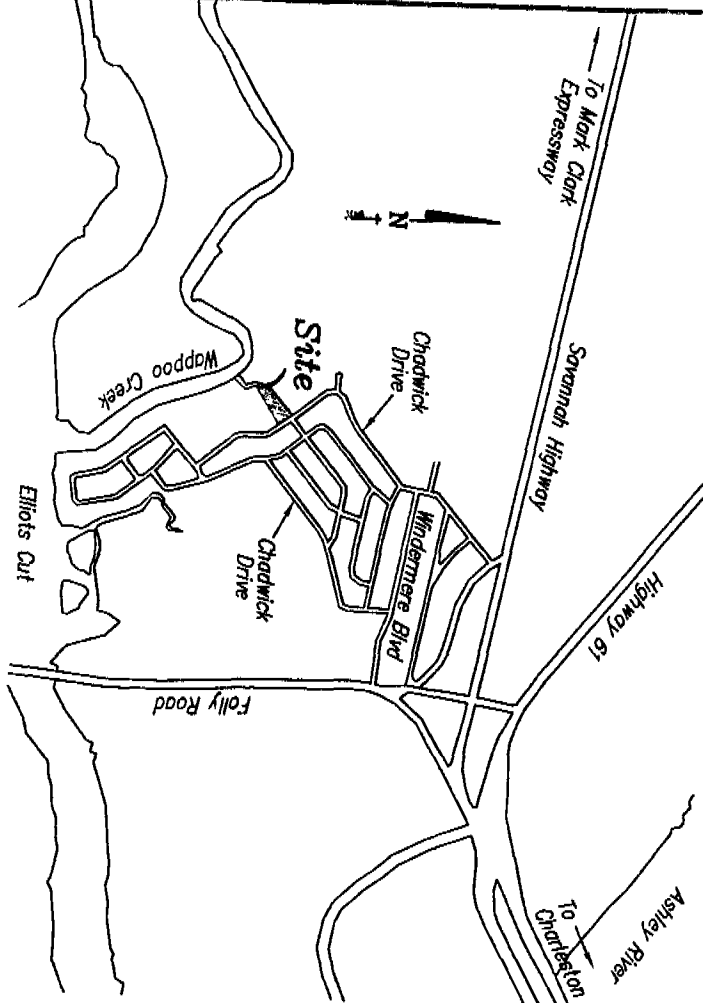 To Mark Clark
Expressway
N
Savannah Highway
Highway 61
Site
Chadwick
Drive
Wappoo Creek
Windermere Blvd
Chadwick
Drive
Elliots Cut
Folly Road
To
Charleston
Ashley River